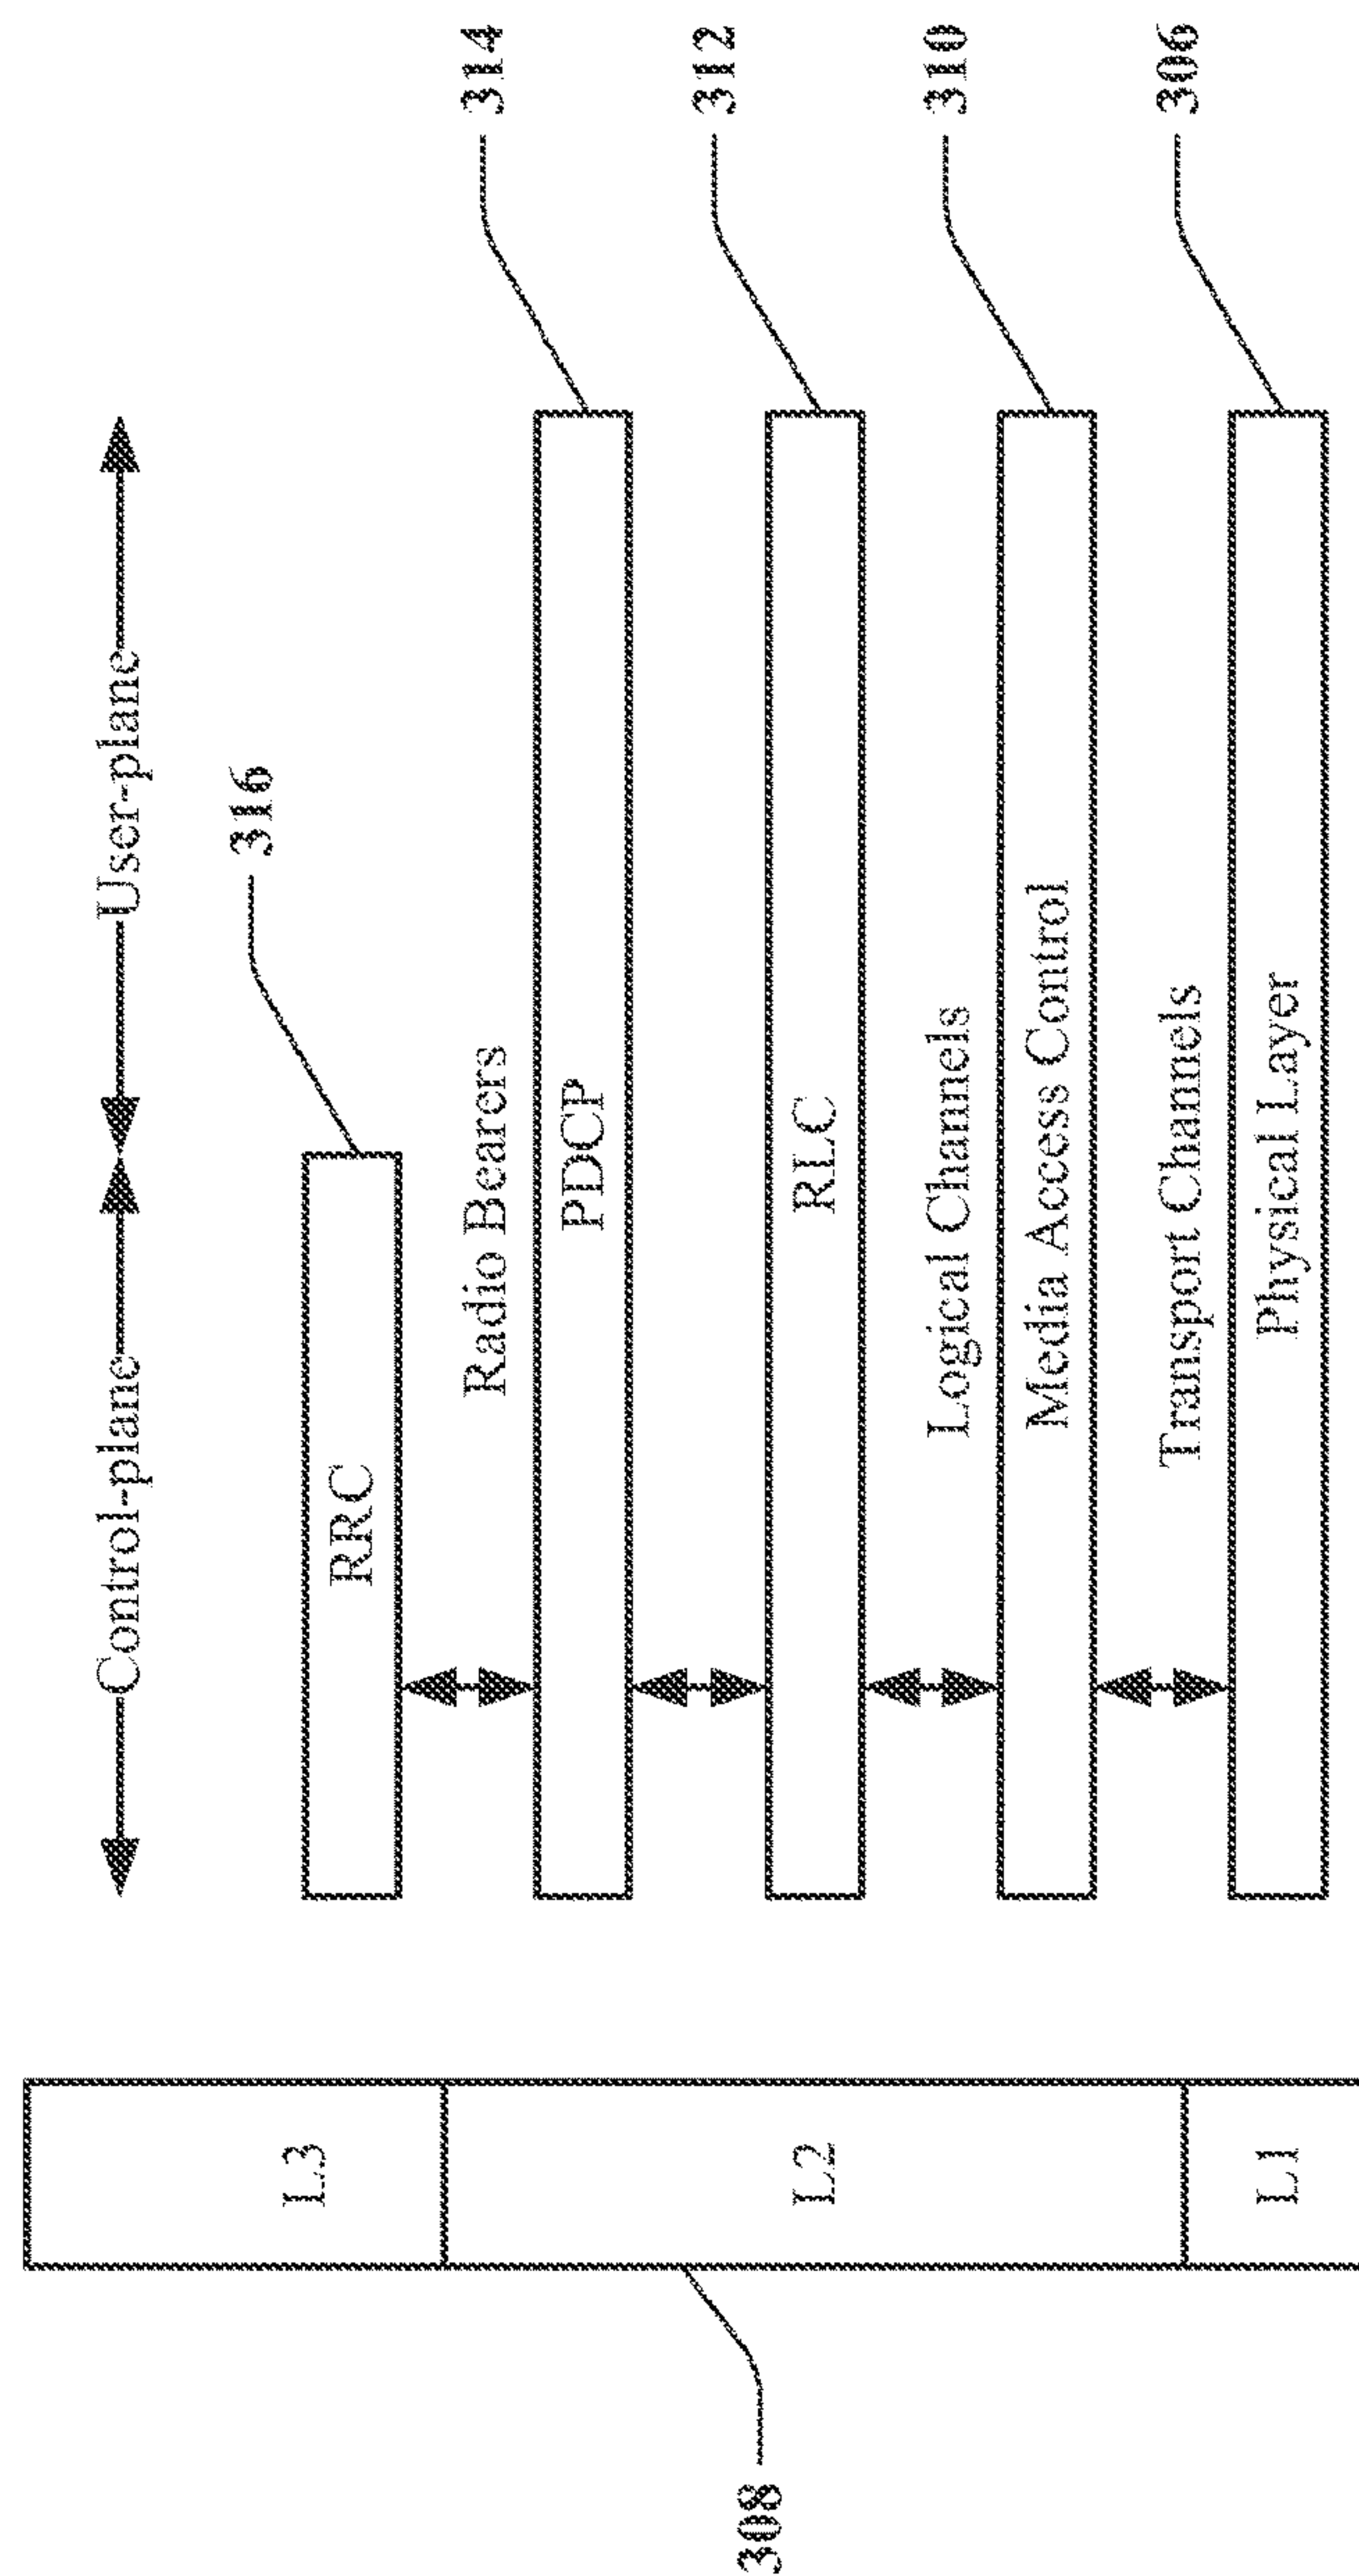 Control-plane
User-plane
316
L3
RRC
Radio Bearers
314
PDCP
308
L2
312
RLC
Logical Channels
310
Media Access Control
Transport Channels
306
L1
Physical Layer